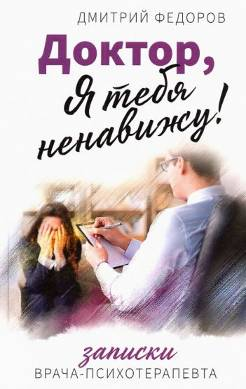 ДМИТРИЙ ФЕДОРОВ
Доктор,
Я тебя
ненавижу!
записки
ВРАЧА-ПСИХОТЕРАПЕВТА